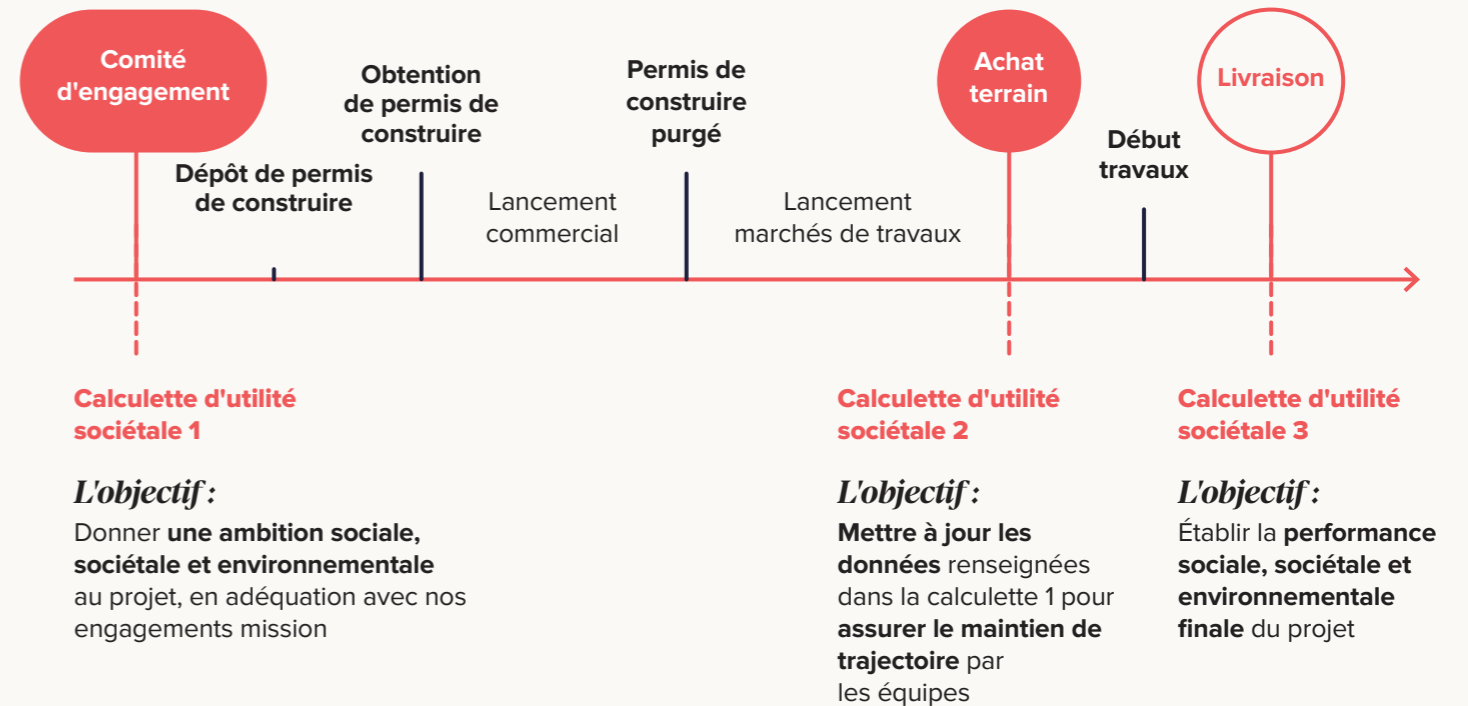 Comité
d'engagement
Dépôt de permis
de construire
Obtention
de permis de
construire
Lancement
commercial
Permis de
construire
purgé
Lancement
marchés de travaux
Achat
terrain
Début
travaux
Livraison
Calculette d'utilité
sociétale 1
L'objectif :
Donner une ambition sociale,
sociétale et environnementale
au projet, en adéquation avec nos
engagements mission
Calculette d'utilité
sociétale 2
L'objectif :
Mettre à jour les
données renseignées
dans la calculette 1 pour
assurer le maintien de
trajectoire par
les équipes
Calculette d'utilité
sociétale 3
L'objectif :
Établir la performance
sociale, sociétale et
environnementale
finale du projet